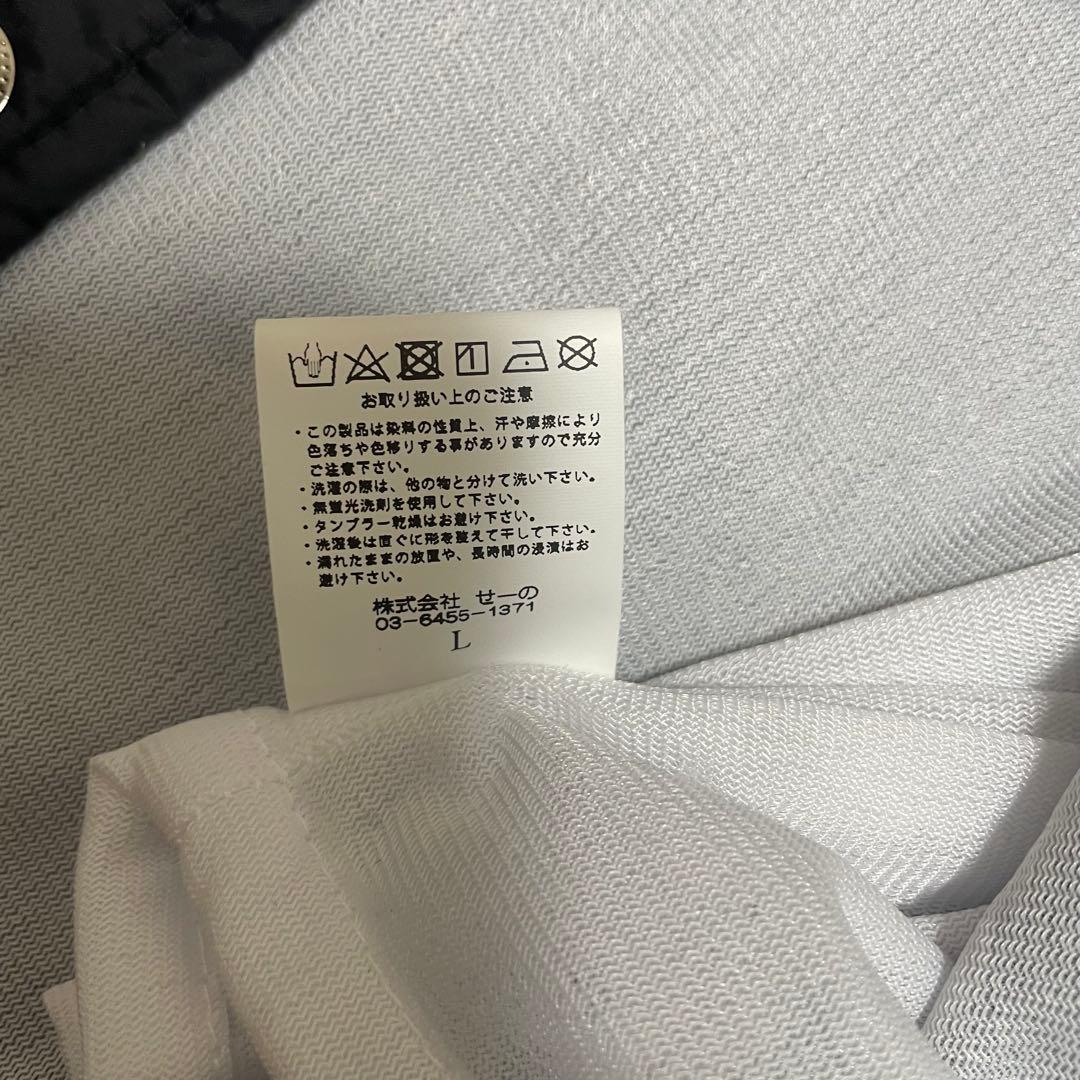 お取り扱い上のご注意
・この製品は染料の性質上、汗や摩擦により
色落ちや色移りする事がありますので充分
ご注意下さい。
・洗濯の際は、他の物と分けて洗い下さい。
・無蛍光洗剤を使用して下さい。
・タンブラー乾燥はお避け下さい。
・洗濯後は直ぐに形を整えて干して下さい。
・濡れたままの放置や、長時間の浸漬はお
避け下さい。
株式会社 せーの
03-6455-1371
L